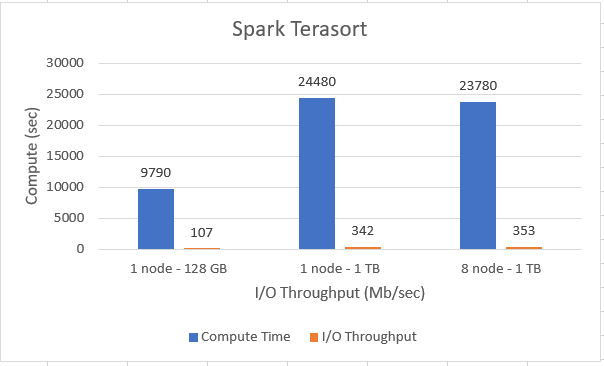 Spark Terasort
30000
25000
20000
15000
10000
5000
0
Compute (sec)
9790
107
24480
342
23780
353
1 node - 128 GB
1 node - 1 TB
8 node - 1 TB
I/O Throughput (Mb/sec)
Compute Time
I/O Throughput